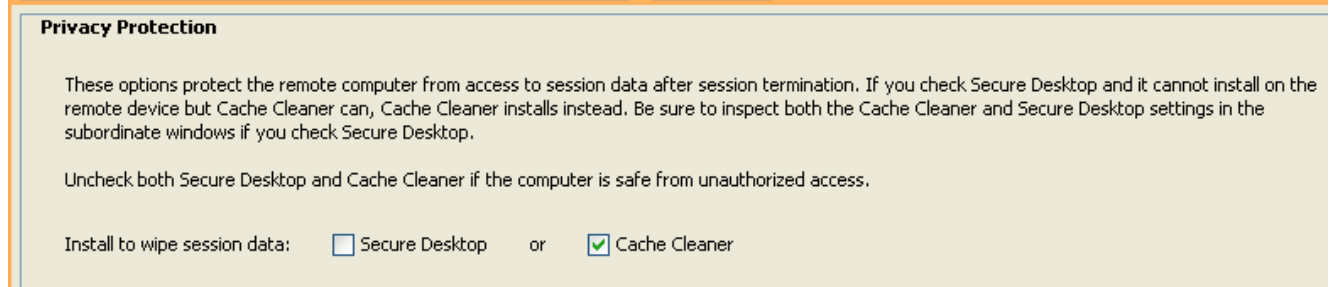 Privacy Protection
These options protect the remote computer from access to session data after session termination. If you check Secure Desktop and it cannot install on the
remote device but Cache Cleaner can, Cache Cleaner installs instead. Be sure to inspect both the Cache Cleaner and Secure Desktop settings in the
subordinate windows if you check Secure Desktop.
Uncheck both Secure Desktop and Cache Cleaner if the computer is safe from unauthorized access.
Install to wipe session data: Secure Desktop or Cache Cleaner